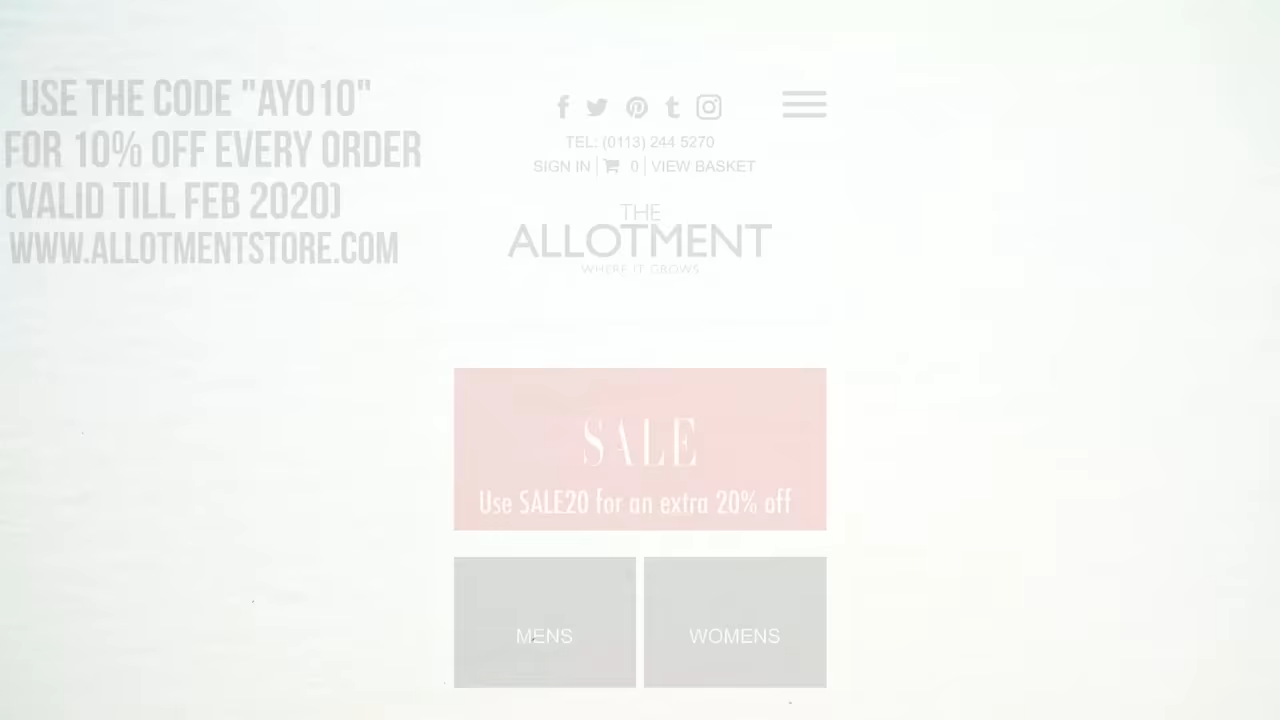 USE THE CODE "AYO10"
FOR 10% OFF EVERY ORDER
(VALID TILL FEB 2020)
WWW.ALLOTMENTSTORE.COM
TEL: (0113) 244 5270
SIGN IN | 0 | VIEW BASKET
THE
ALLOTMENT
WHERE IT GROWS
SALE
Use SALE20 for an extra 20% off
MENS
WOMENS